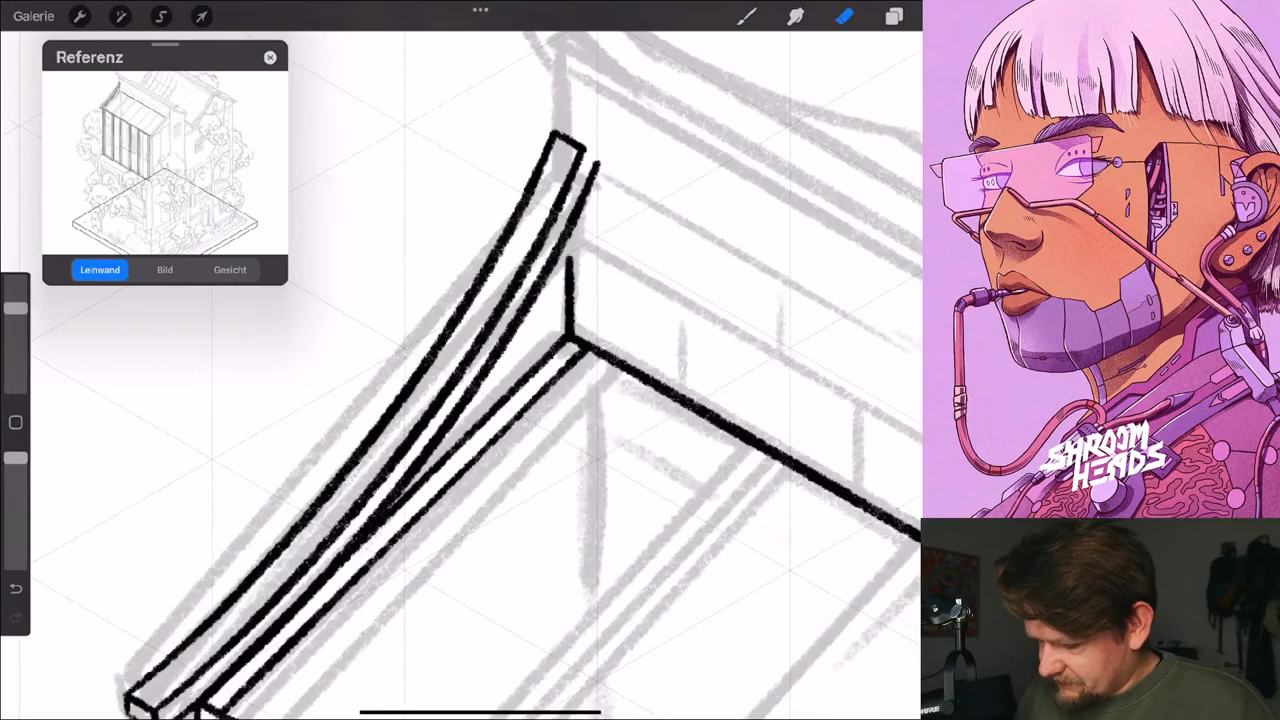 Galerie
Referenz
Leinwand
Bild
Gesicht
SHROOM
HEADS